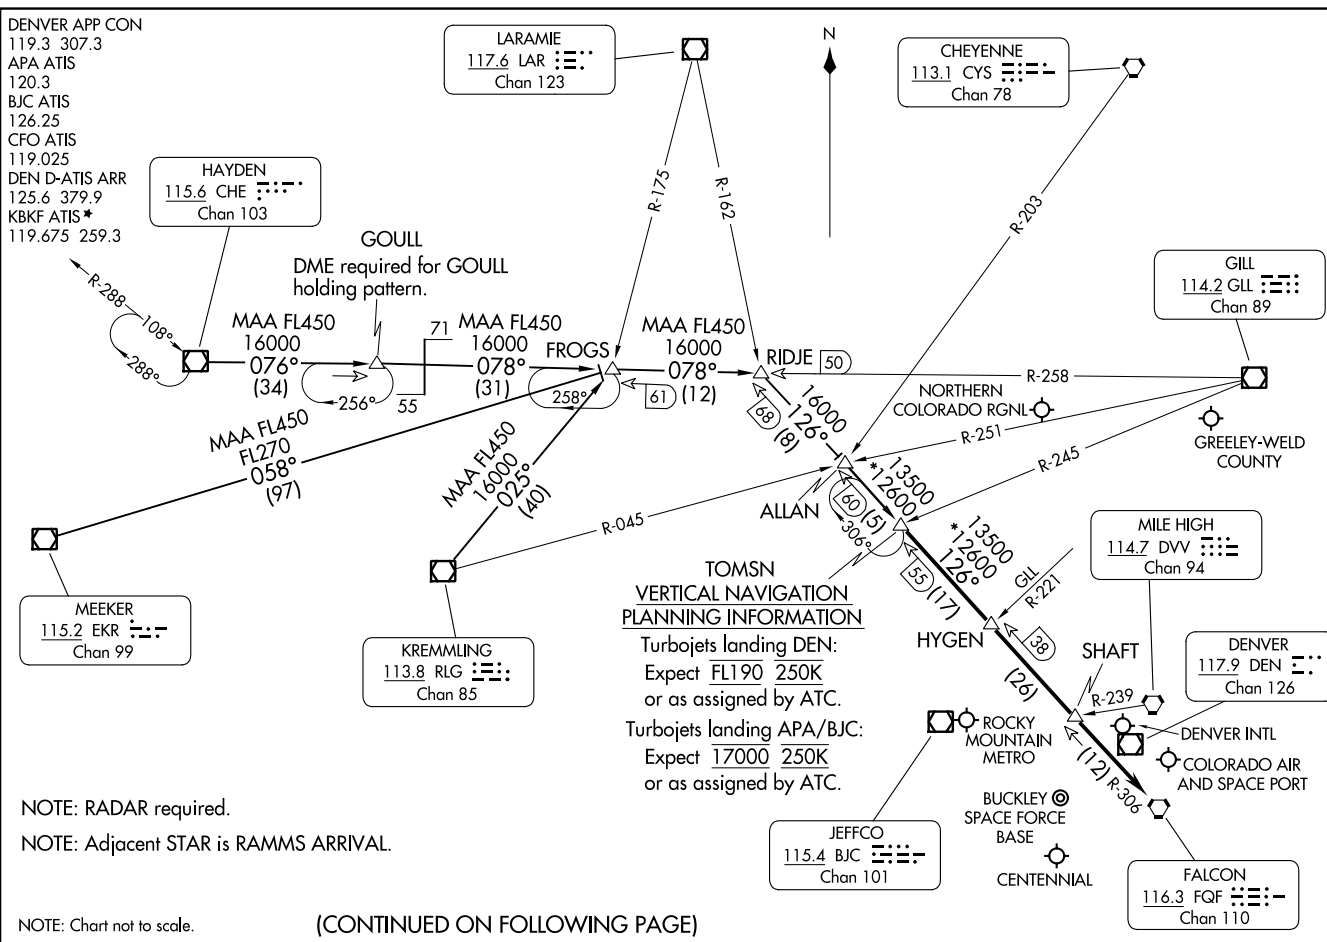 DENVER APP CON
119.3 307.3
APA ATIS
120.3
BJC ATIS
126.25
CFO ATIS
119.025
DEN D-ATIS ARR
125.6 379.9
KBKF ATIS★
119.675 259.3
LARAMIE
117.6 LAR
Chan 123
N
CHEYENNE
113.1 CYS
Chan 78
HAYDEN
115.6 CHE
Chan 103
R-175
R-162
R-203
GOULL
DME required for GOULL
holding pattern.
GILL
114.2 GLL
Chan 89
R-288
108°
288°
MAA FL450
16000
076°
(34)
256°
71
55
MAA FL450
16000
078°
(31)
FROGS
258°
MAA FL450
16000
078°
(12)
61
RIDJE
50
R-258
68
16000
126°
(8)
NORTHERN
COLORADO RGNL
R-251
R-245
GREELEY-WELD
COUNTY
MAA FL450
FL270
058°
(97)
MAA FL450
16000
025°
(40)
R-045
ALLAN
60
13500
*12600
(5)
306°
MEEKER
115.2 EKR
Chan 99
KREMMLING
113.8 RLG
Chan 85
TOMSN
VERTICAL NAVIGATION
PLANNING INFORMATION
Turbojets landing DEN:
Expect FL190 250K
or as assigned by ATC.
Turbojets landing APA/BJC:
Expect 17000 250K
or as assigned by ATC.
55
13500
*12600
126°
(17)
GLL
R-221
HYGEN
38
MILE HIGH
114.7 DVV
Chan 94
SHAFT
(26)
R-239
DENVER
117.9 DEN
Chan 126
DENVER INTL
ROCKY
MOUNTAIN
METRO
COLORADO AIR
AND SPACE PORT
(12)
R-306
BUCKLEY
SPACE FORCE
BASE
CENTENNIAL
JEFFCO
115.4 BJC
Chan 101
FALCON
116.3 FQF
Chan 110
NOTE: RADAR required.
NOTE: Adjacent STAR is RAMMS ARRIVAL.
NOTE: Chart not to scale.
(CONTINUED ON FOLLOWING PAGE)